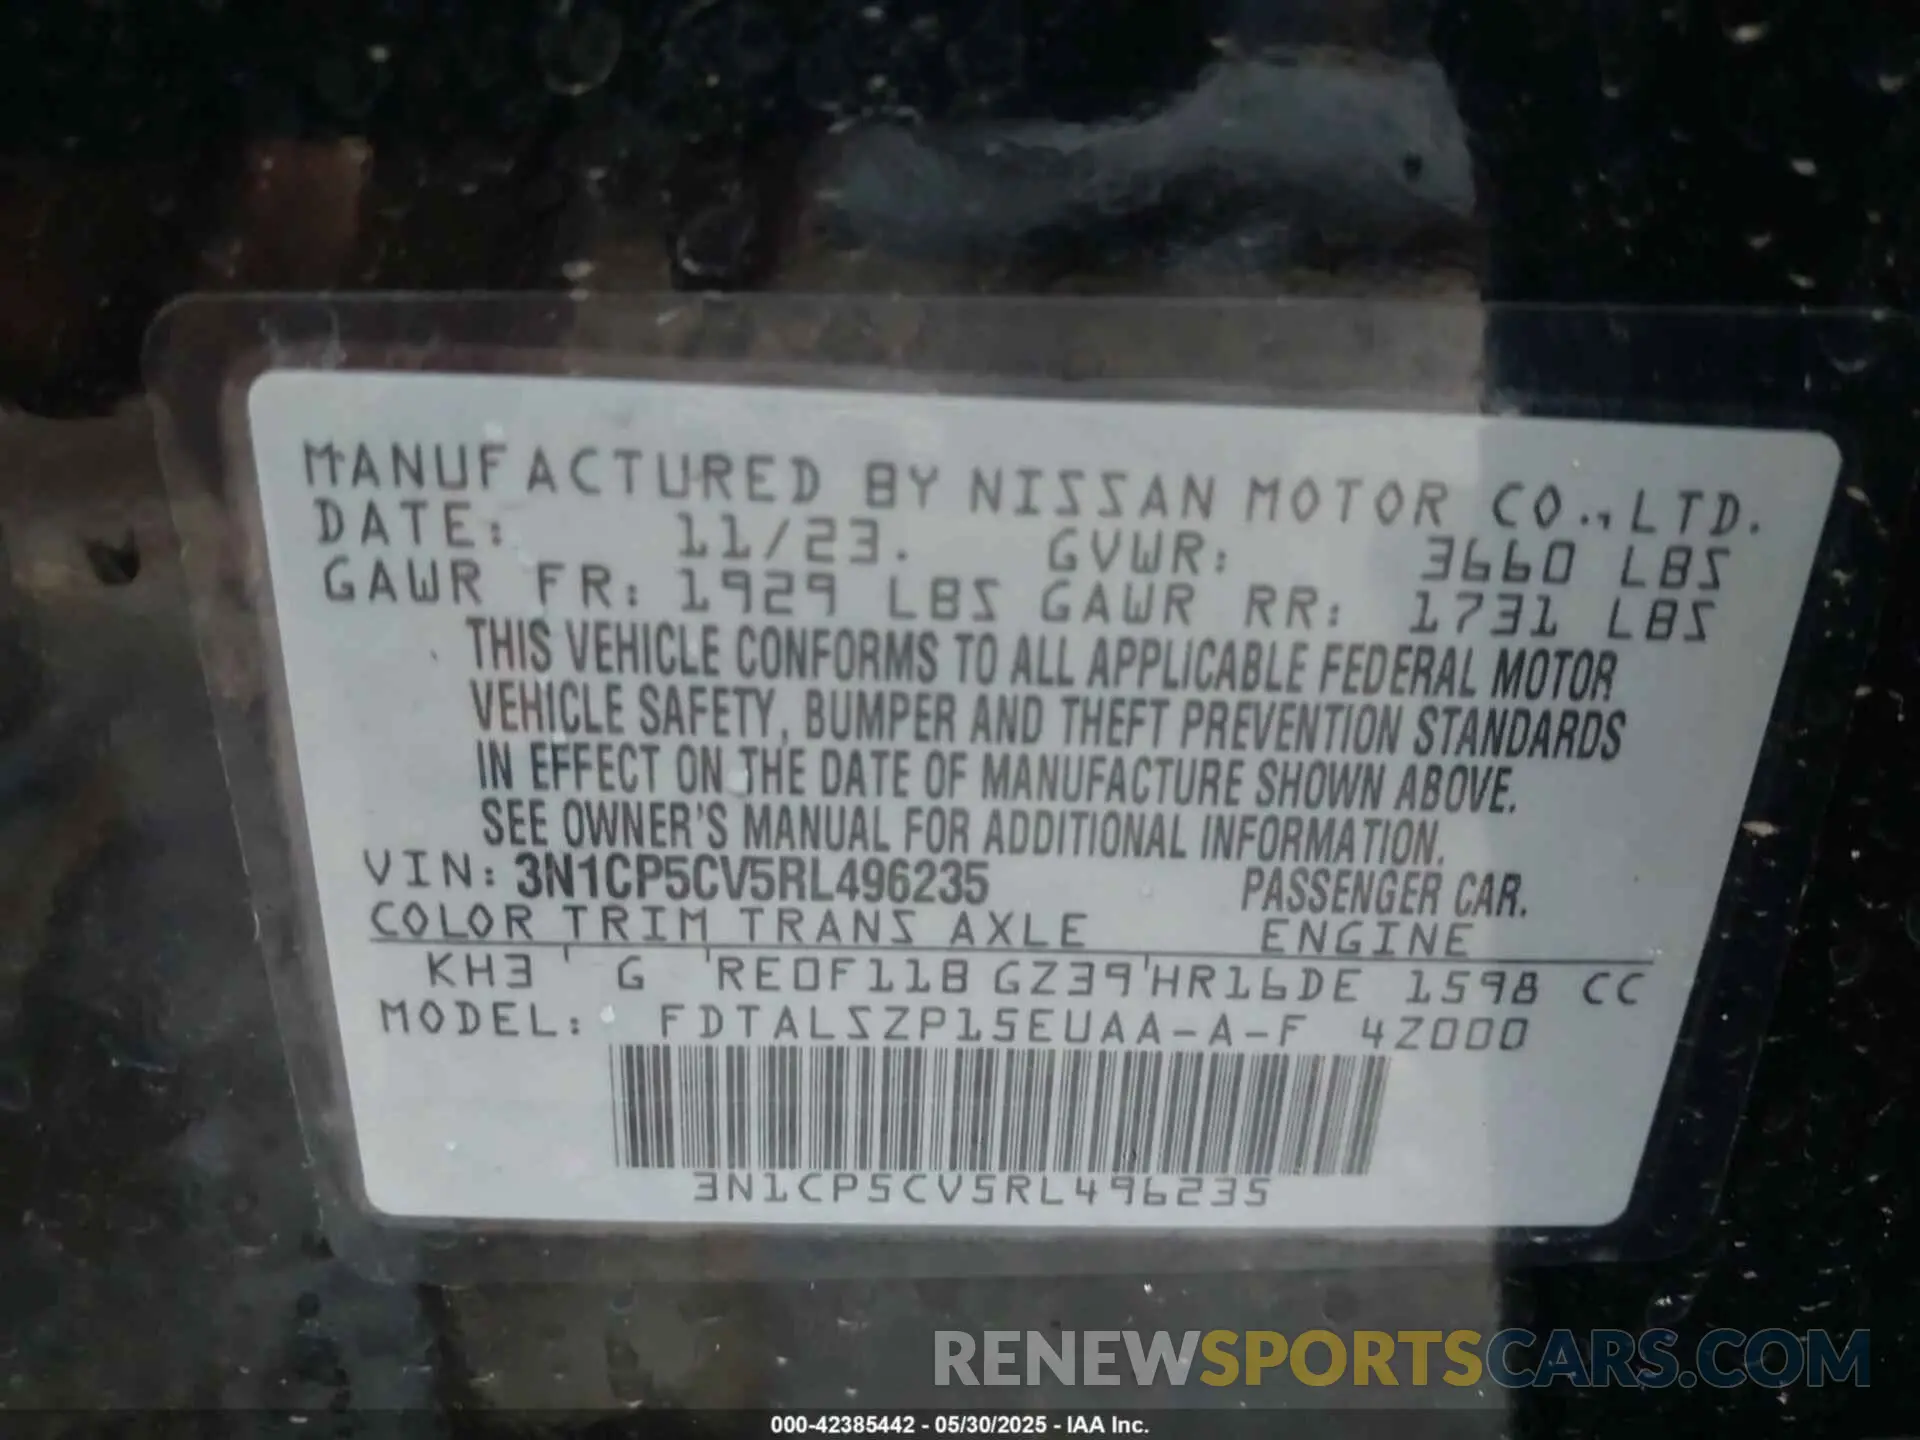 MANUFACTURED BY NISSAN MOTOR CO., LTD.
DATE: 11/23. GVWR: 3660 LBS
GAWR FR: 1929 LBS GAWR RR: 1731 LBS
THIS VEHICLE CONFORMS TO ALL APPLICABLE FEDERAL MOTOR
VEHICLE SAFETY, BUMPER AND THEFT PREVENTION STANDARDS
IN EFFECT ON THE DATE OF MANUFACTURE SHOWN ABOVE.
SEE OWNER'S MANUAL FOR ADDITIONAL INFORMATION.
VIN: 3N1CP5CV5RL496235 PASSENGER CAR.
COLOR TRIM TRANS AXLE ENGINE
KH3 ' G 'RE0F11B GZ39'HR16DE 1598 CC
MODEL: FDTALSZP15EUAA-A-F 4Z000
3N1CP5CV5RL496235
RENEWSPORTSCARS.COM
000-42385442 - 05/30/2025 - IAA Inc.